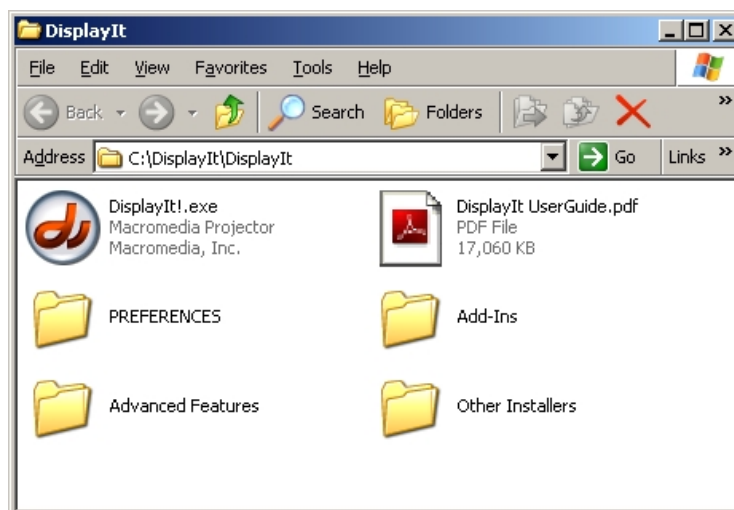 DisplayIt
File Edit View Favorites Tools Help
Back Search Folders
Address C:\DisplayIt\DisplayIt Go Links
DisplayIt!.exe
Macromedia Projector
Macromedia, Inc.
DisplayIt UserGuide.pdf
PDF File
17,060 KB
PREFERENCES
Add-Ins
Advanced Features
Other Installers